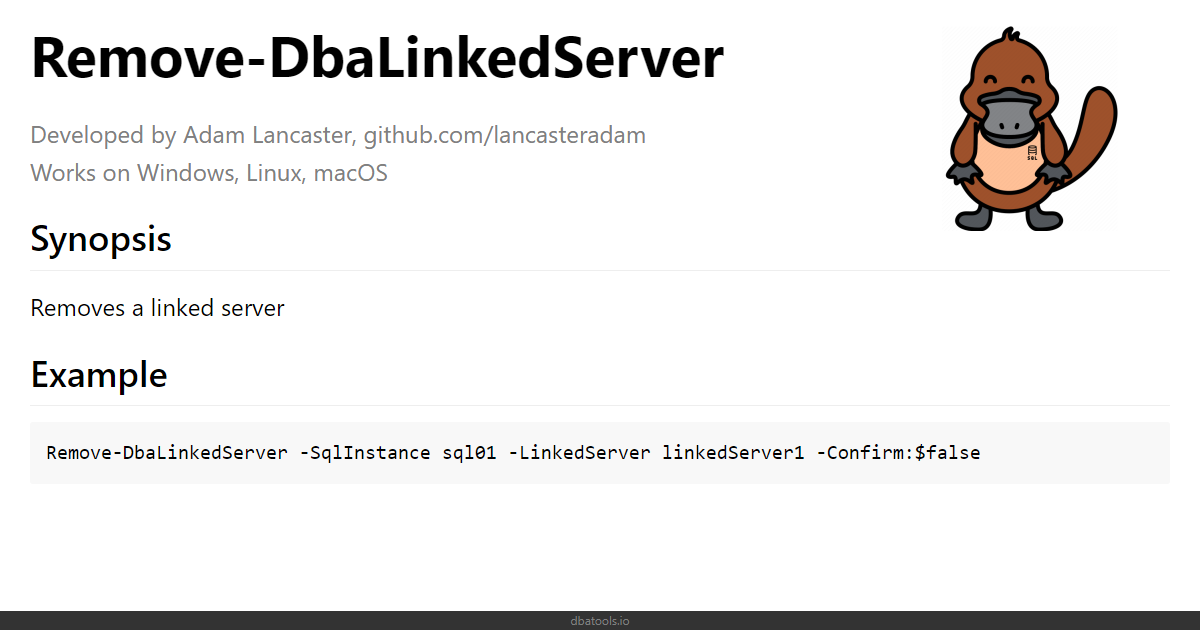 Remove-DbaLinkedServer
Developed by Adam Lancaster, github.com/lancasteradam
Works on Windows, Linux, macOS
SQL
Synopsis
Removes a linked server
Example
Remove-DbaLinkedServer -SqlInstance sql01 -LinkedServer linkedServer1 -Confirm:$false
dbatools.io